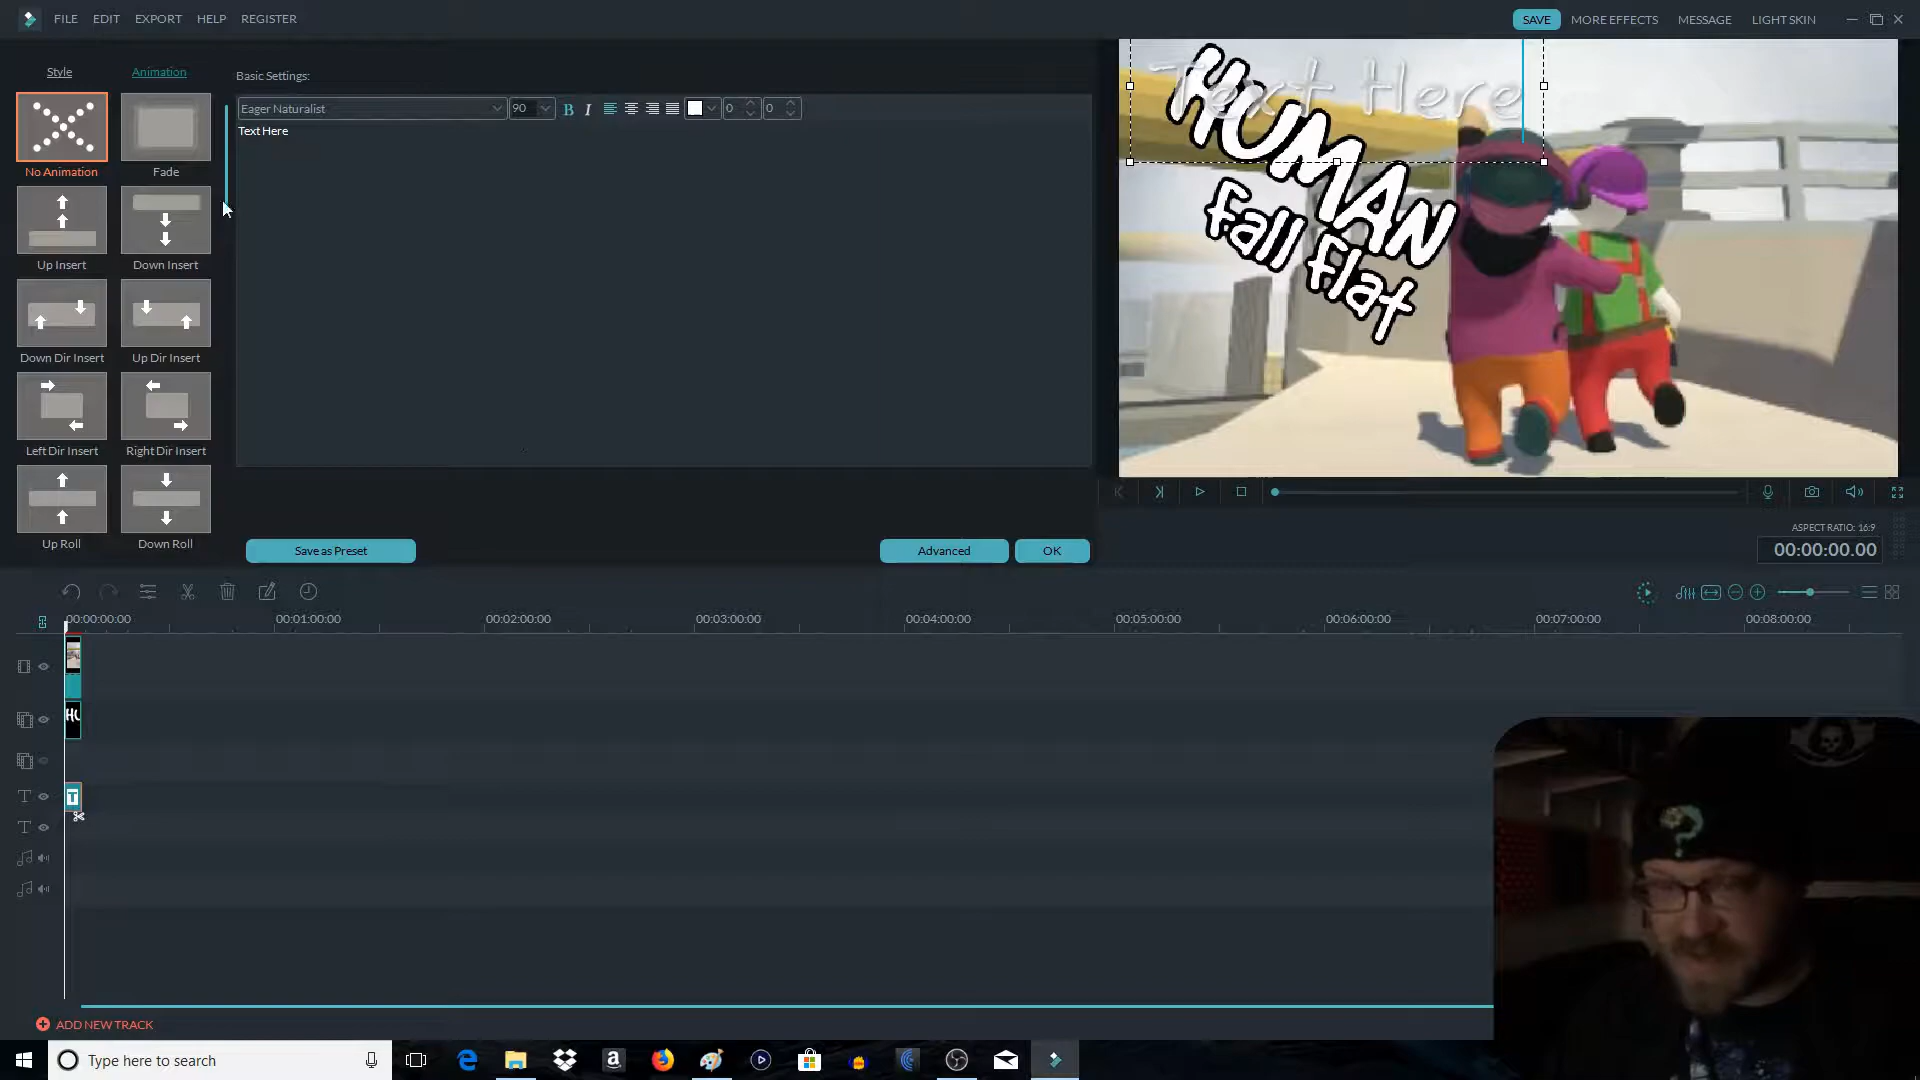 FILE EDIT EXPORT HELP REGISTER
SAVE MORE EFFECTS MESSAGE LIGHT SKIN
Style Animation
No Animation Fade
Up Insert Down Insert
Down Dir Insert Up Dir Insert
Left Dir Insert Right Dir Insert
Up Roll Down Roll
Basic Settings:
Eager Naturalist 90 B I 0 0
Text Here
Save as Preset Advanced OK
Text Here
HUMAN
fall flat
ASPECT RATIO: 16:9
00:00:00.00
00:00:00:00 00:01:00:00 00:02:00:00 00:03:00:00 00:04:00:00 00:05:00:00 00:06:00:00 00:07:00:00 00:08:00:00
HU
T
T
T
ADD NEW TRACK
Type here to search